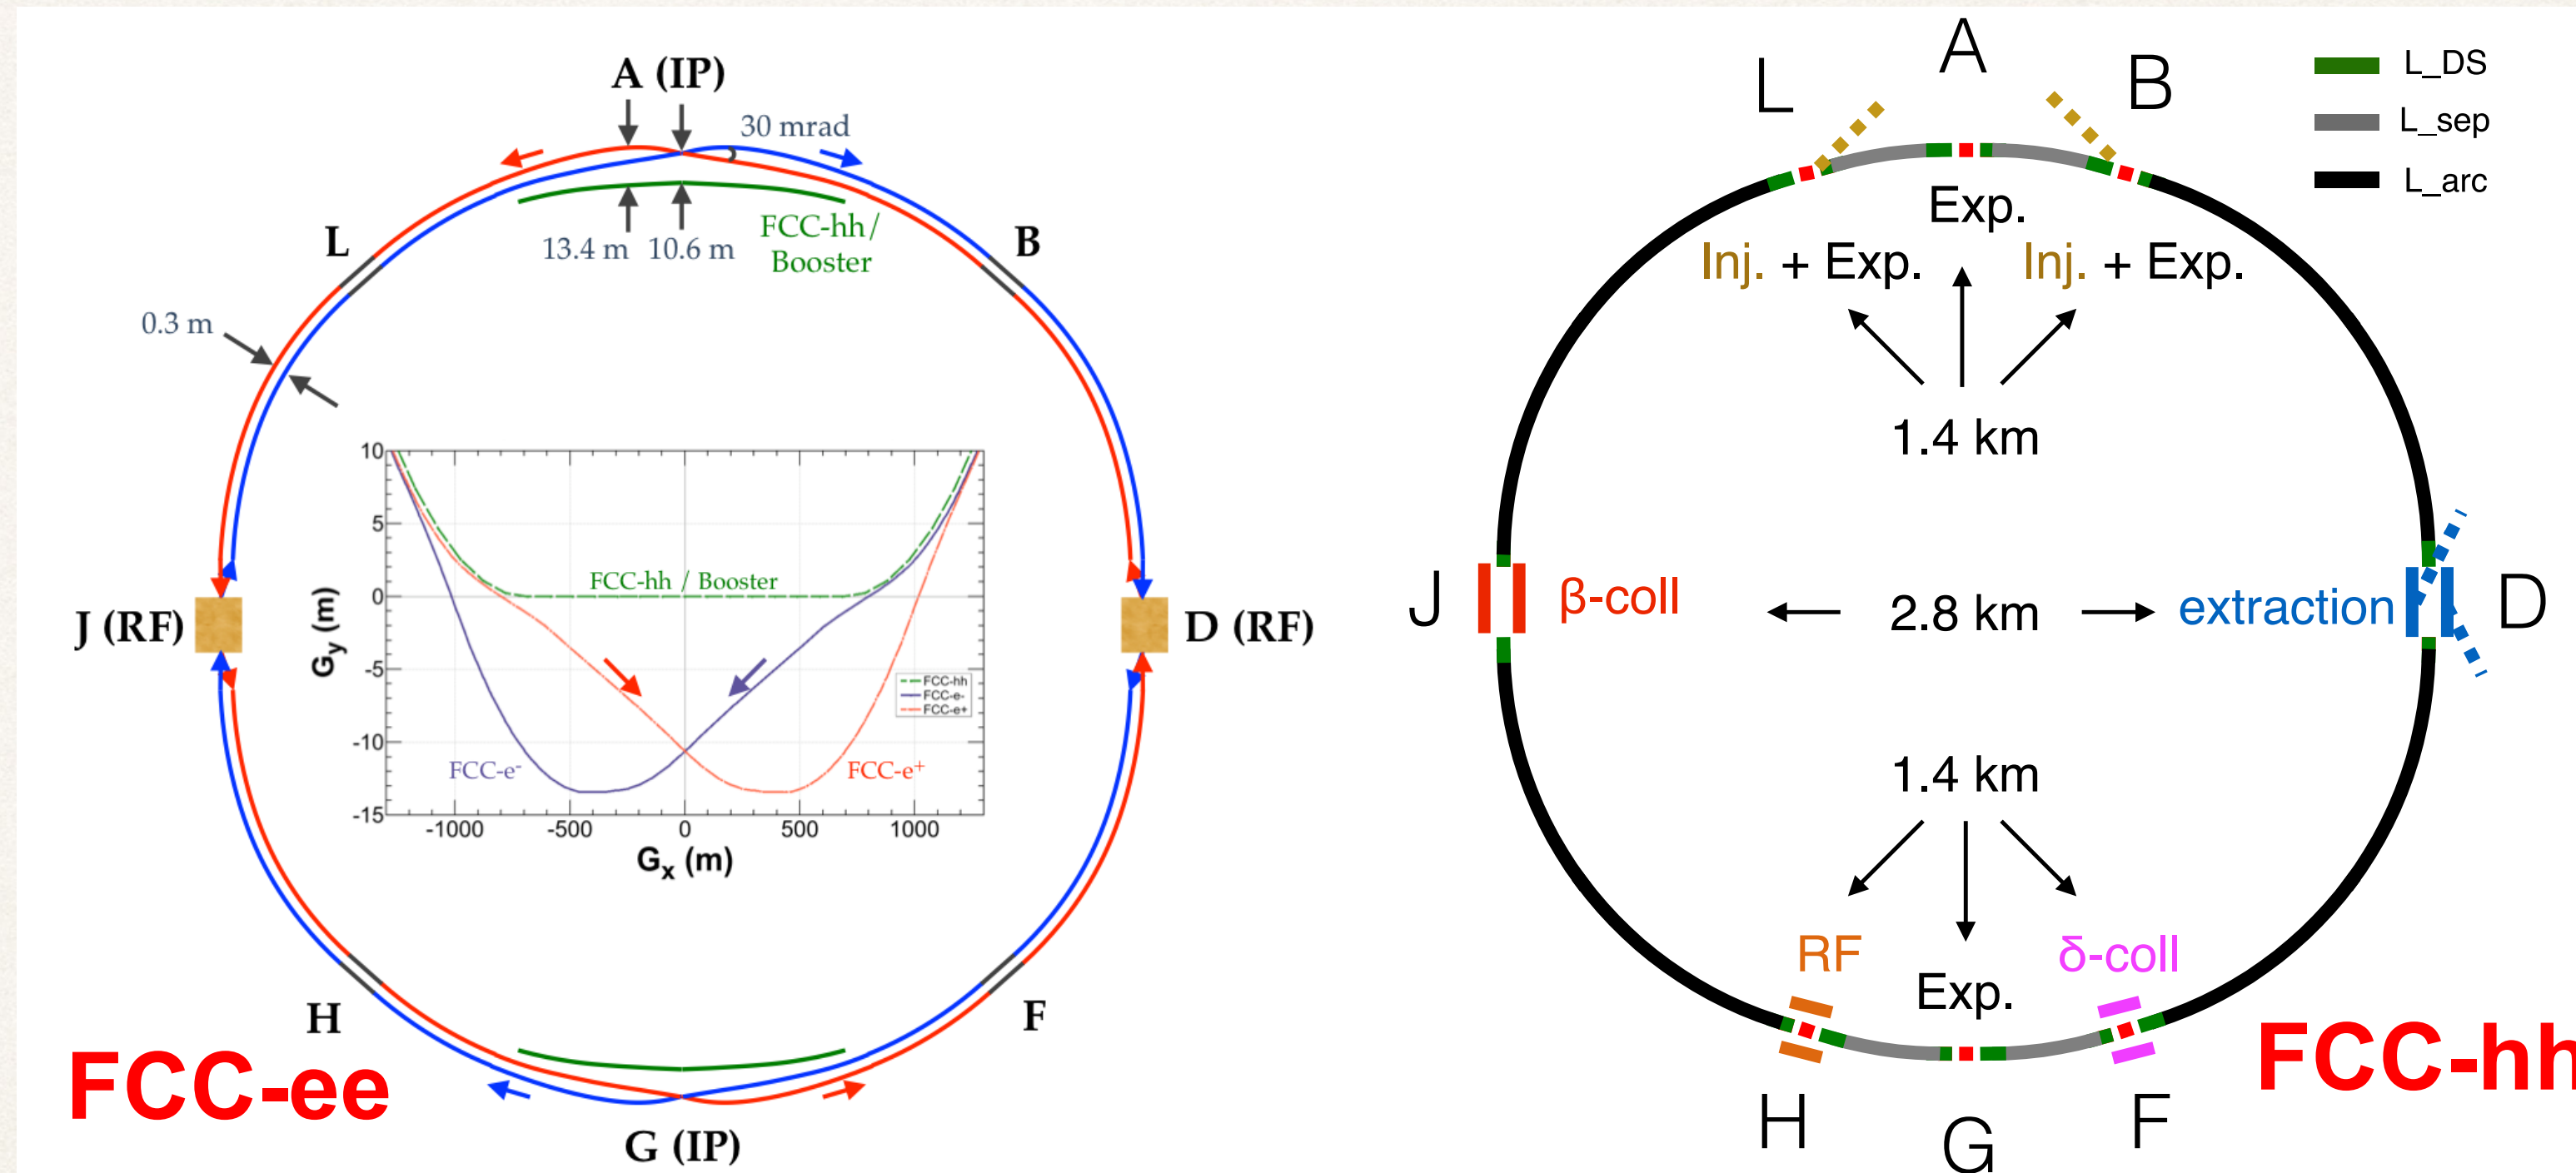 A (IP)
30 mrad
L
B
13.4 m 10.6 m
FCC-hh /
Booster
0.3 m
J (RF)
D (RF)
10
5
0
-5
-10
-15
G_y (m)
FCC-hh / Booster
FCC-hh
FCC-e-
FCC-e+
FCC-e⁻
FCC-e⁺
-1000 -500 0 500 1000
G_x (m)
H
F
FCC-ee
G (IP)
A
L
B
L_DS
L_sep
L_arc
Exp.
Inj. + Exp.
Inj. + Exp.
1.4 km
J
β-coll
2.8 km
extraction
D
1.4 km
RF
δ-coll
Exp.
FCC-hh
H
G
F